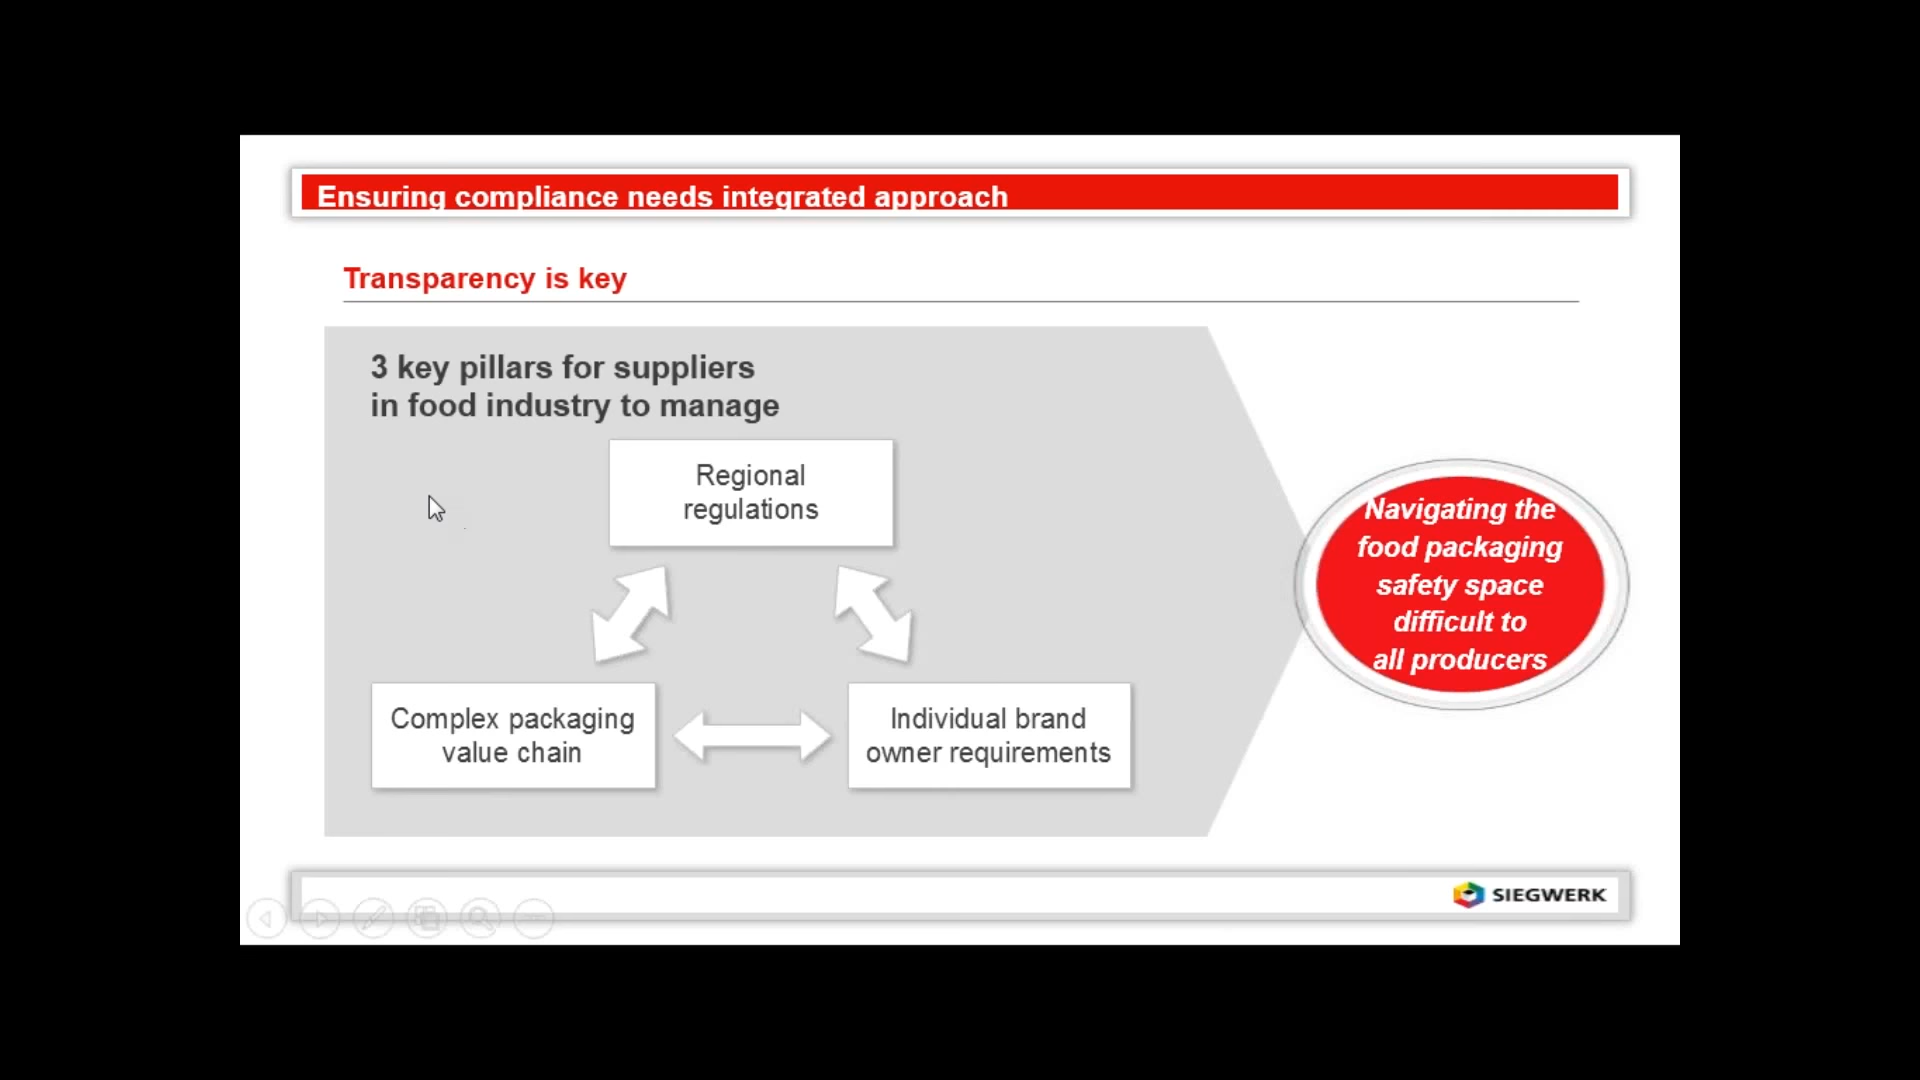 Ensuring compliance needs integrated approach
Transparency is key
3 key pillars for suppliers
in food industry to manage
Regional
regulations
Complex packaging
value chain
Individual brand
owner requirements
Navigating the
food packaging
safety space
difficult to
all producers
SIEGWERK